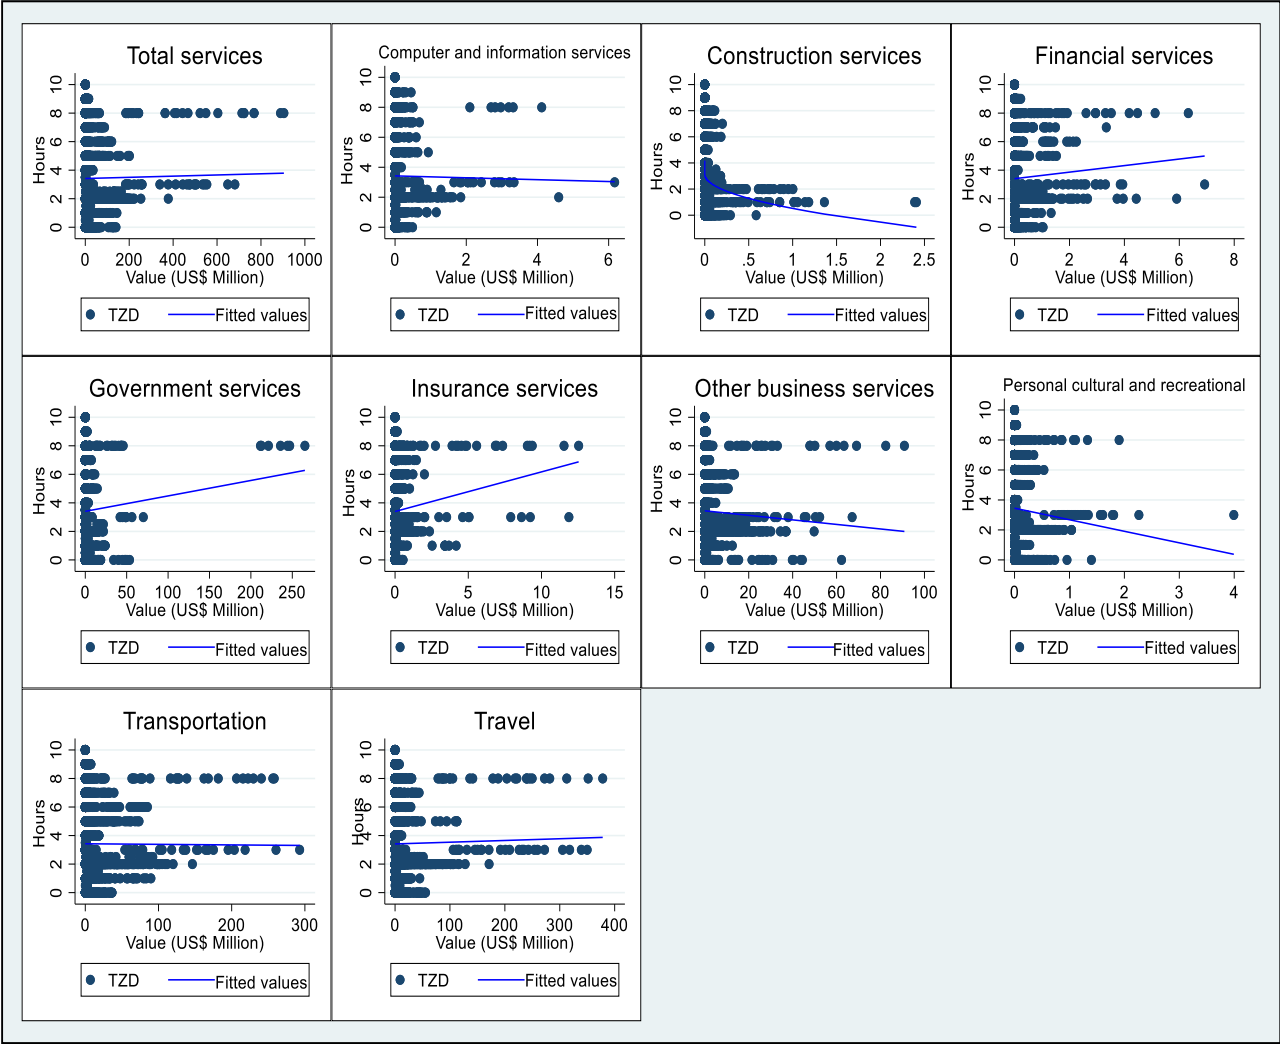 Total services
Hours
10
8
6
4
2
0
0 200 400 600 800 1000
Value (US$ Million)
TZD Fitted values
Computer and information services
Hours
10
8
6
4
2
0
0 2 4 6
Value (US$ Million)
TZD Fitted values
Construction services
Hours
10
8
6
4
2
0
0 .5 1 1.5 2 2.5
Value (US$ Million)
TZD Fitted values
Financial services
Hours
10
8
6
4
2
0
0 2 4 6 8
Value (US$ Million)
TZD Fitted values
Government services
Hours
10
8
6
4
2
0
0 50 100 150 200 250
Value (US$ Million)
TZD Fitted values
Insurance services
Hours
10
8
6
4
2
0
0 5 10 15
Value (US$ Million)
TZD Fitted values
Other business services
Hours
10
8
6
4
2
0
0 20 40 60 80 100
Value (US$ Million)
TZD Fitted values
Personal cultural and recreational
Hours
10
8
6
4
2
0
0 1 2 3 4
Value (US$ Million)
TZD Fitted values
Transportation
Hours
10
8
6
4
2
0
0 100 200 300
Value (US$ Million)
TZD Fitted values
Travel
Hours
10
8
6
4
2
0
0 100 200 300 400
Value (US$ Million)
TZD Fitted values